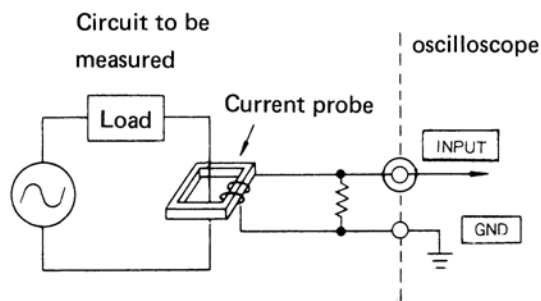 Circuit to be
measured
oscilloscope
Current probe
Load
INPUT
GND